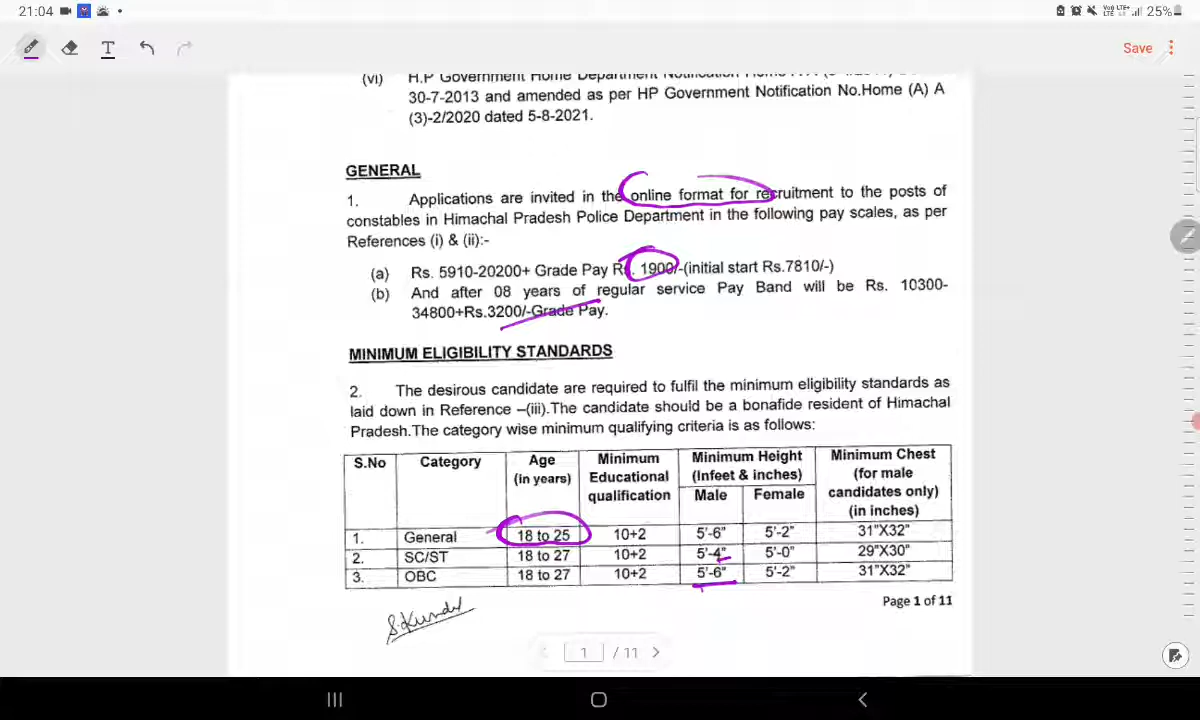 21:04
25%
Save
(vi) H.P Government Home Department
30-7-2013 and amended as per HP Government Notification No.Home (A) A
(3)-2/2020 dated 5-8-2021.
GENERAL
1. Applications are invited in the online format for recruitment to the posts of
constables in Himachal Pradesh Police Department in the following pay scales, as per
References (i) & (ii):-
(a) Rs. 5910-20200+ Grade Pay Rs. 1900/-(initial start Rs.7810/-)
(b) And after 08 years of regular service Pay Band will be Rs. 10300-
34800+Rs.3200/-Grade Pay.
MINIMUM ELIGIBILITY STANDARDS
2. The desirous candidate are required to fulfil the minimum eligibility standards as
laid down in Reference –(iii).The candidate should be a bonafide resident of Himachal
Pradesh.The category wise minimum qualifying criteria is as follows:
S.No Category Age Minimum Minimum Height Minimum Chest
(in years) Educational (Infeet & inches) (for male
qualification Male Female candidates only)
(in inches)
1. General 18 to 25 10+2 5'-6" 5'-2" 31"X32"
2. SC/ST 18 to 27 10+2 5'-4" 5'-0" 29"X30"
3. OBC 18 to 27 10+2 5'-6" 5'-2" 31"X32"
Page 1 of 11
1 / 11